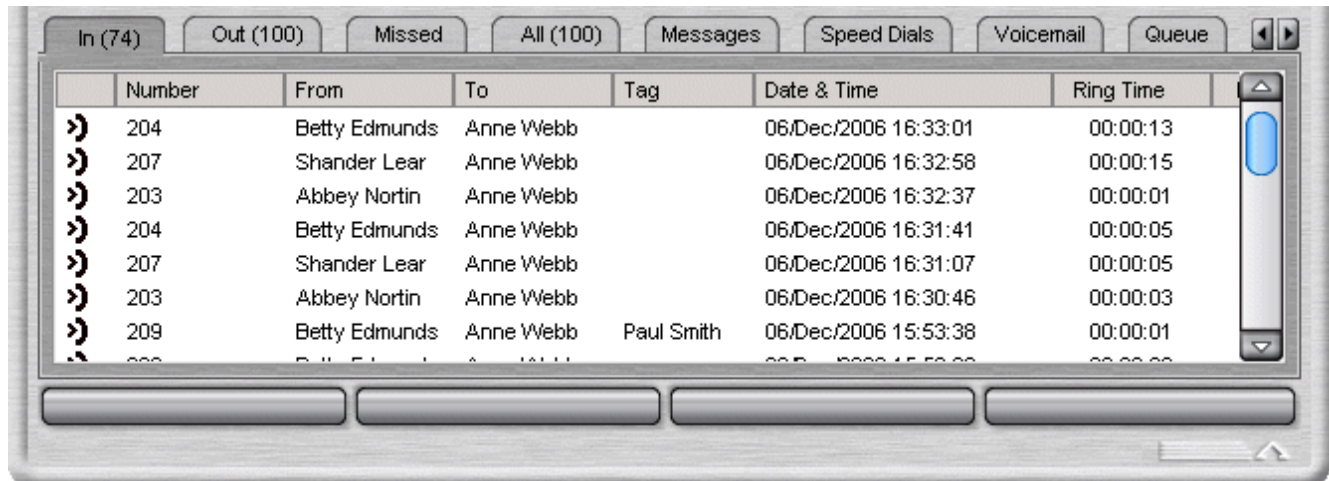 In (74) Out (100) Missed All (100) Messages Speed Dials Voicemail Queue
Number From To Tag Date & Time Ring Time
204 Betty Edmunds Anne Webb 06/Dec/2006 16:33:01 00:00:13
207 Shander Lear Anne Webb 06/Dec/2006 16:32:58 00:00:15
203 Abbey Nortin Anne Webb 06/Dec/2006 16:32:37 00:00:01
204 Betty Edmunds Anne Webb 06/Dec/2006 16:31:41 00:00:05
207 Shander Lear Anne Webb 06/Dec/2006 16:31:07 00:00:05
203 Abbey Nortin Anne Webb 06/Dec/2006 16:30:46 00:00:03
209 Betty Edmunds Anne Webb Paul Smith 06/Dec/2006 15:53:38 00:00:01